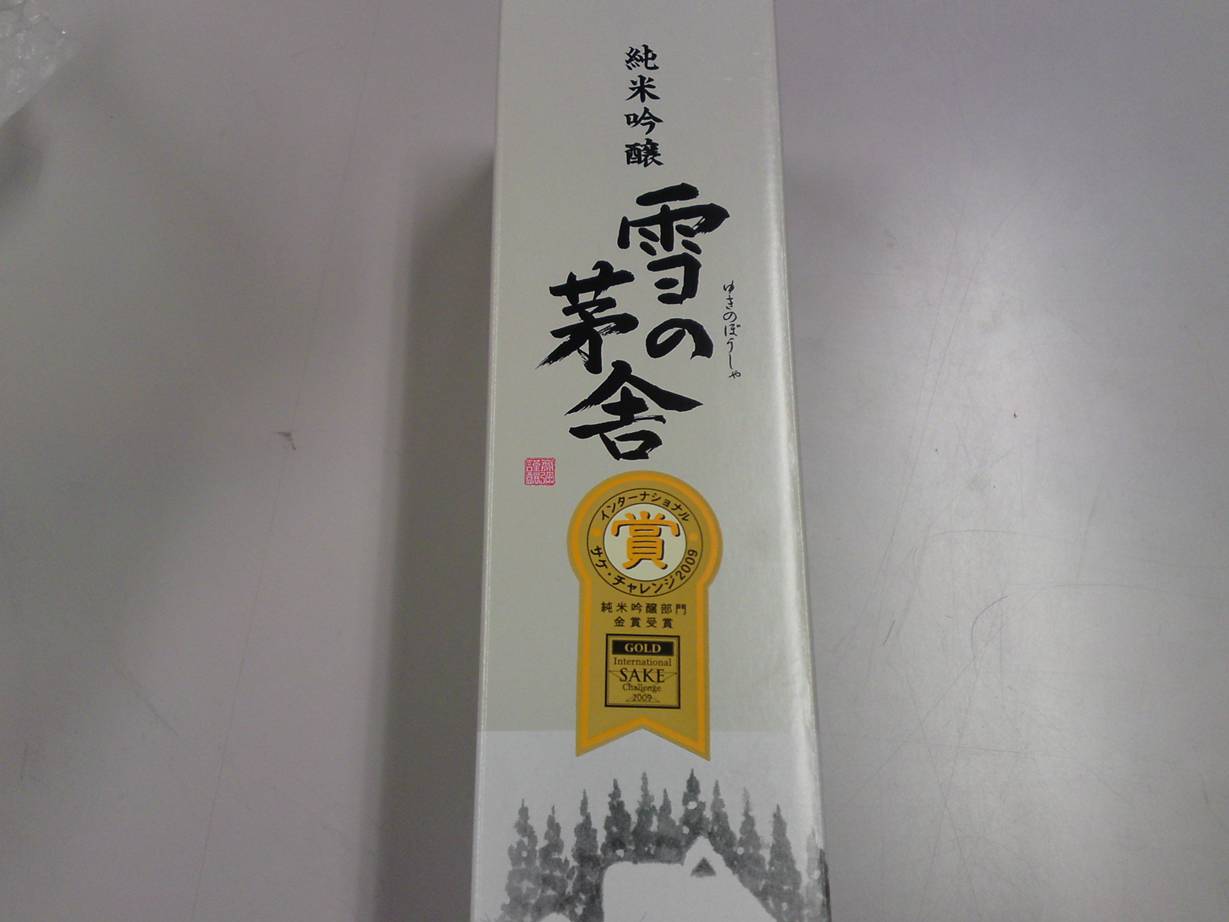 純米吟醸
雪の茅舎
ゆきのぼうしゃ
インターナショナル
賞
サケ・チャレンジ2009
純米吟醸部門
金賞受賞
GOLD
International
SAKE
Challenge
2009